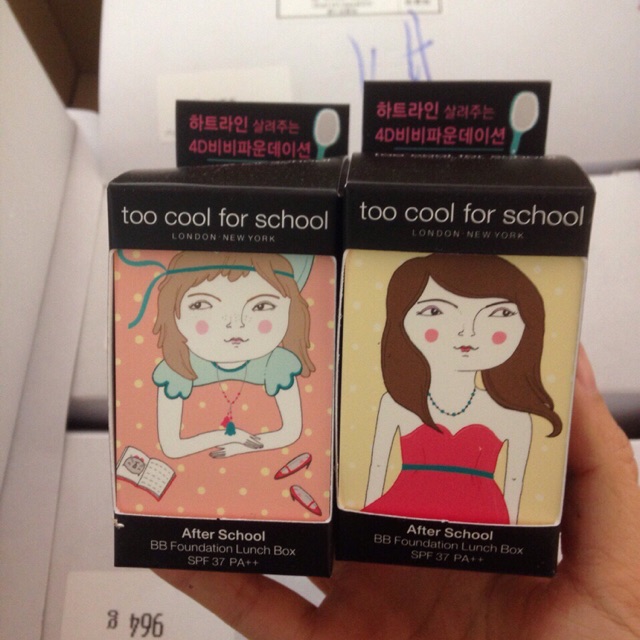 하트라인 살려주는
4D비비파운데이션
too cool for school
LONDON NEW YORK
After School
BB Foundation Lunch Box
SPF 37 PA++
하트라인 살려주는
4D비비파운데이션
too cool for school
LONDON NEW YORK
After School
BB Foundation Lunch Box
SPF 37 PA++
964 g